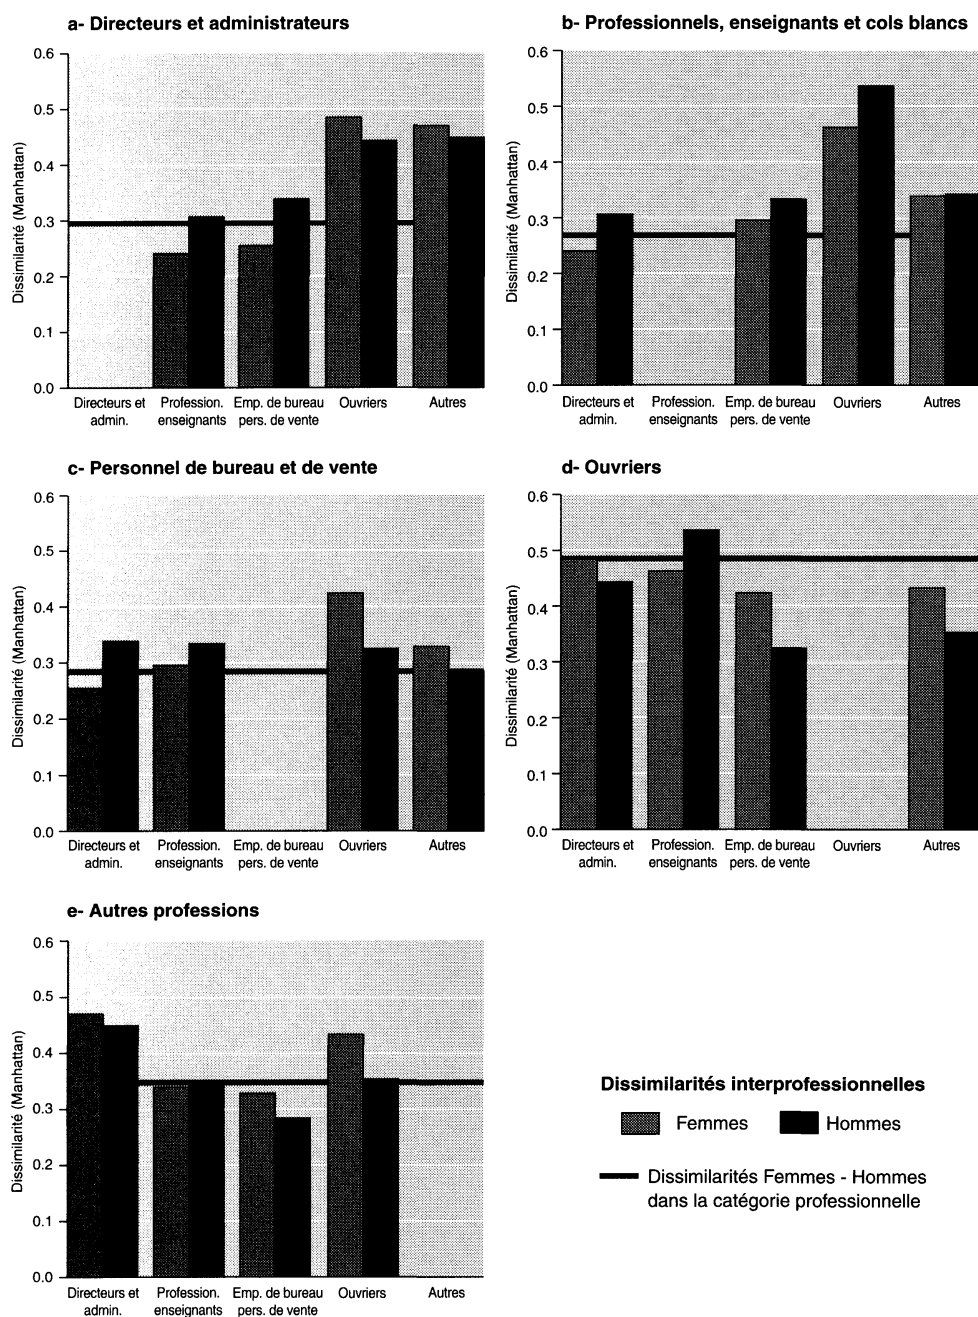 a- Directeurs et administrateurs
Dissimilarité (Manhattan)
0.6
0.5
0.4
0.3
0.2
0.1
0.0
Directeurs et admin.
Profession. enseignants
Emp. de bureau pers. de vente
Ouvriers
Autres
b- Professionnels, enseignants et cols blancs
Dissimilarité (Manhattan)
0.6
0.5
0.4
0.3
0.2
0.1
0.0
Directeurs et admin.
Profession. enseignants
Emp. de bureau pers. de vente
Ouvriers
Autres
c- Personnel de bureau et de vente
Dissimilarité (Manhattan)
0.6
0.5
0.4
0.3
0.2
0.1
0.0
Directeurs et admin.
Profession. enseignants
Emp. de bureau pers. de vente
Ouvriers
Autres
d- Ouvriers
Dissimilarité (Manhattan)
0.6
0.5
0.4
0.3
0.2
0.1
0.0
Directeurs et admin.
Profession. enseignants
Emp. de bureau pers. de vente
Ouvriers
Autres
e- Autres professions
Dissimilarité (Manhattan)
0.6
0.5
0.4
0.3
0.2
0.1
0.0
Directeurs et admin.
Profession. enseignants
Emp. de bureau pers. de vente
Ouvriers
Autres
Dissimilarités interprofessionnelles
Femmes
Hommes
Dissimilarités Femmes - Hommes
dans la catégorie professionnelle